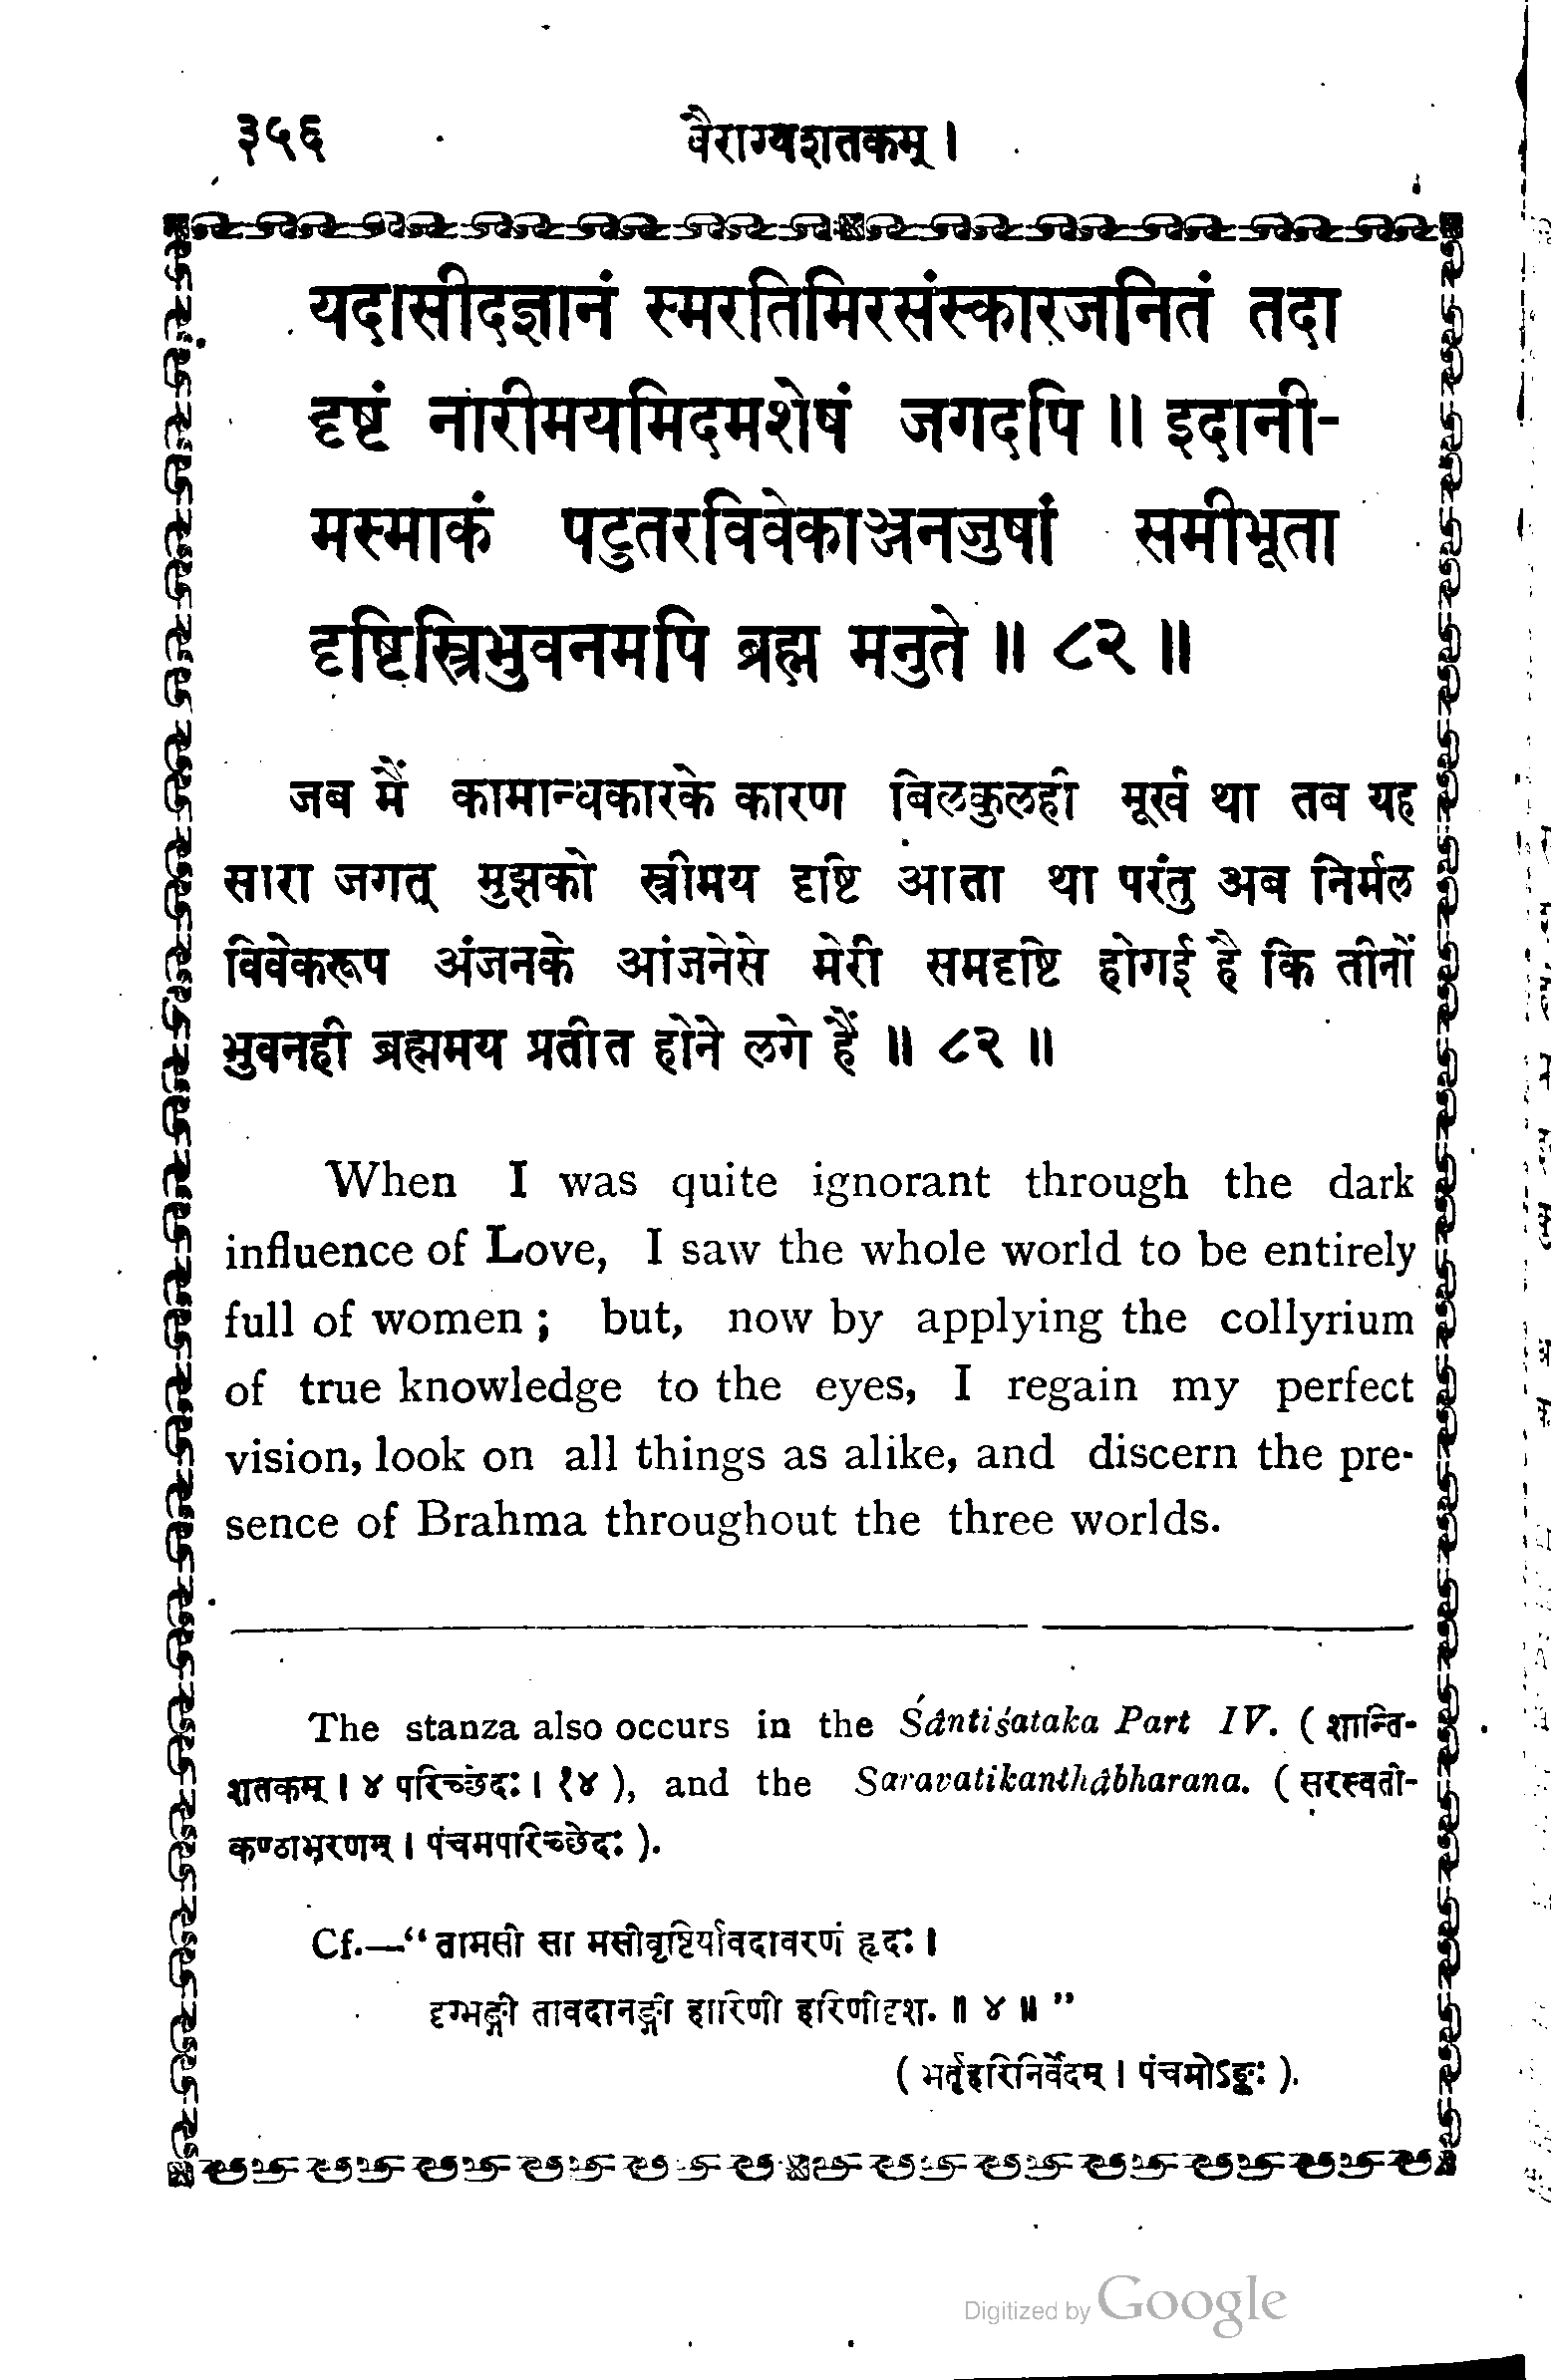 ३५६ वैराग्यशतकम् ।
यदासीदज्ञानं स्मरतिमिरसंस्कारजनितं तदा
दृष्टं नारीमयमिदमशेषं जगदपि ॥ इदानी-
मस्माकं पटुतरविवेकाञ्जनजुषां समीभूता
दृष्टिस्त्रिभुवनमपि ब्रह्म मनुते ॥ ८२ ॥
जब मैं कामान्धकारके कारण बिलकुलही मूर्ख था तब यह
सारा जगत् मुझको स्त्रीमय दृष्टि आता था परंतु अब निर्मल
विवेकरूप अंजनके आंजनेसे मेरी समदृष्टि होगई है कि तीनों
भुवनही ब्रह्ममय प्रतीत होने लगे हैं ॥ ८२ ॥
When I was quite ignorant through the dark
influence of Love, I saw the whole world to be entirely
full of women ; but, now by applying the collyrium
of true knowledge to the eyes, I regain my perfect
vision, look on all things as alike, and discern the pre-
sence of Brahma throughout the three worlds.
The stanza also occurs in the Śântiśataka Part IV. ( शान्ति-
शतकम् । ४ परिच्छेदः । १४ ), and the Saravatikanthâbharana. ( सरस्वती-
कण्ठाभरणम् । पंचमपरिच्छेदः ).
Cf.—“ तामसी सा मसीवृष्टिर्यावदावरणं हृदः ।
दृग्भङ्गी तावदानङ्गी हारिणी हरिणीदृश. ॥ ४ ॥ ”
( भर्तृहरिनिर्वेदम् । पंचमोऽङ्कः ).
Digitized by Google